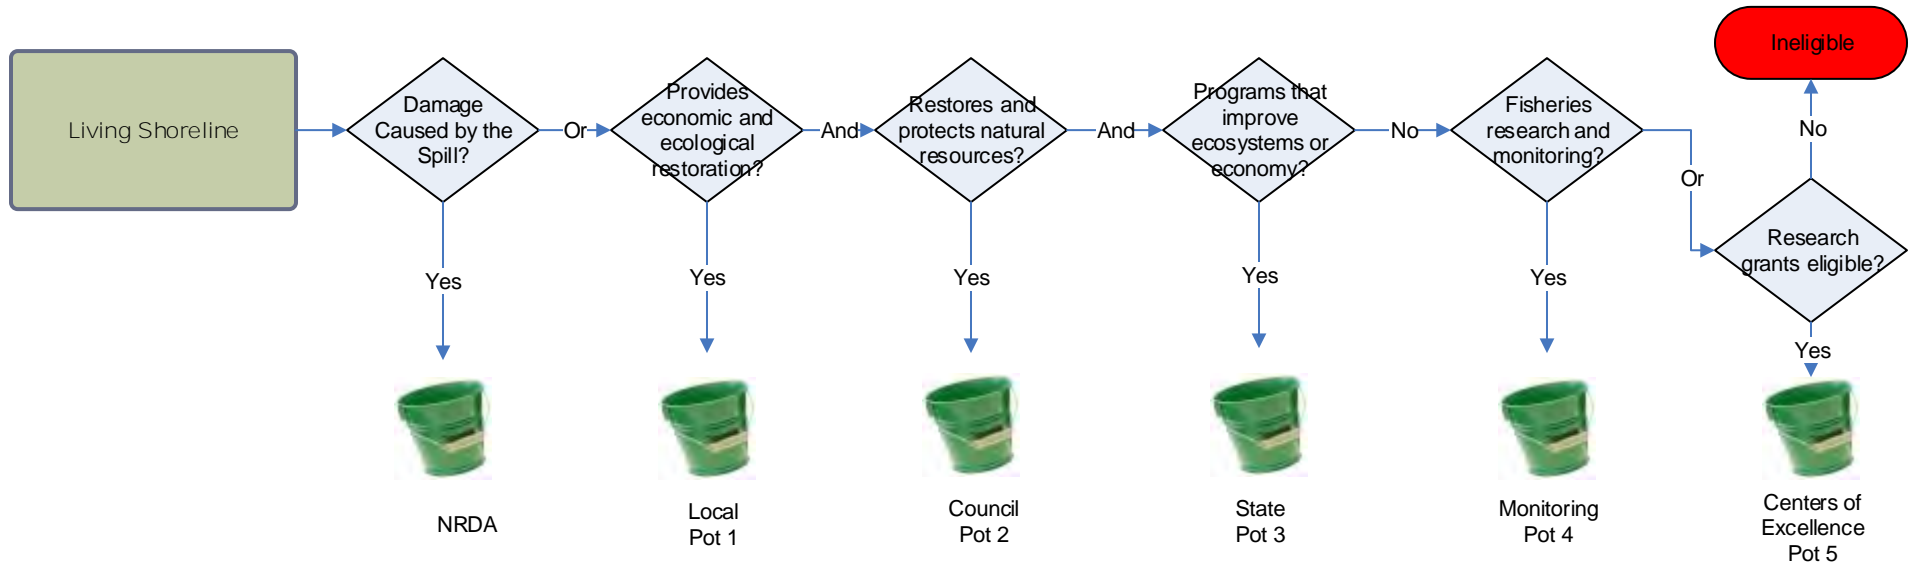 Living Shoreline
Damage
Caused by the
Spill?
Or
Provides
economic and
ecological
restoration?
And
Restores and
protects natural
resources?
And
Programs that
improve
ecosystems or
economy?
No
Fisheries
research and
monitoring?
Or
Research
grants eligible?
No
Ineligible
Yes
Yes
Yes
Yes
Yes
Yes
NRDA
Local
Pot 1
Council
Pot 2
State
Pot 3
Monitoring
Pot 4
Centers of
Excellence
Pot 5